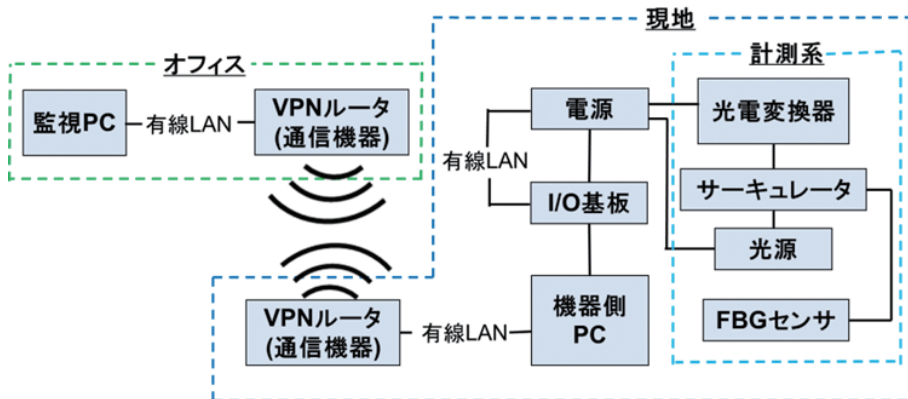 現地
オフィス
計測系
監視PC
有線LAN
VPNルータ
(通信機器)
電源
光電変換器
有線LAN
I/O基板
サーキュレータ
光源
VPNルータ
(通信機器)
有線LAN
機器側
PC
FBGセンサ